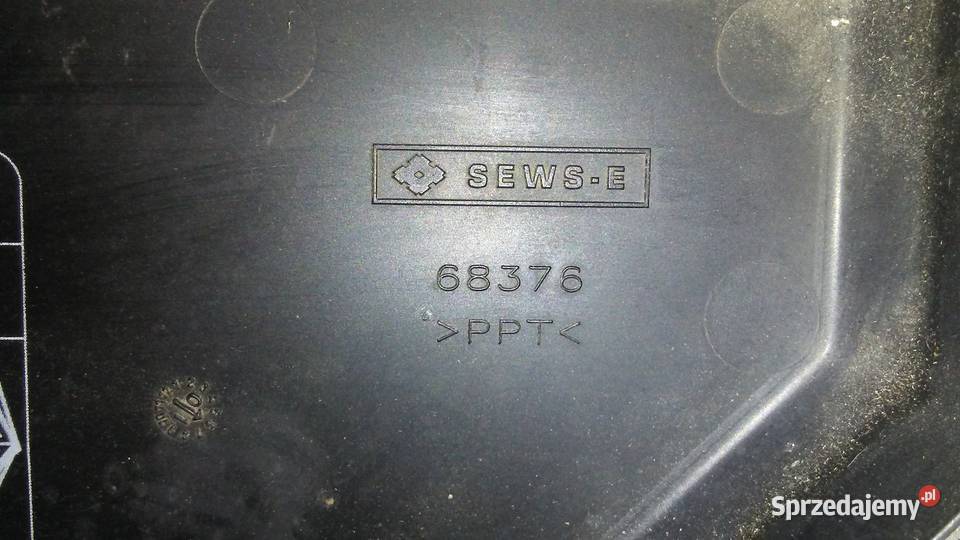 SEWS-E
68376
>PPT<
Sprzedajemy.pl